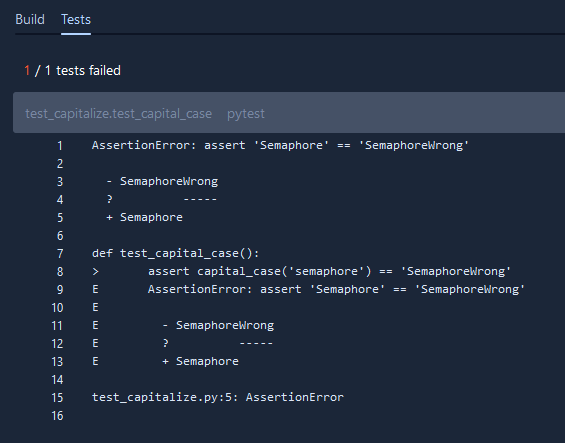 Build Tests
1 / 1 tests failed
test_capitalize.test_capital_case pytest
1 AssertionError: assert 'Semaphore' == 'SemaphoreWrong'
2
3 - SemaphoreWrong
4 ? -----
5 + Semaphore
6
7 def test_capital_case():
8 > assert capital_case('semaphore') == 'SemaphoreWrong'
9 E AssertionError: assert 'Semaphore' == 'SemaphoreWrong'
10 E
11 E - SemaphoreWrong
12 E ? -----
13 E + Semaphore
14
15 test_capitalize.py:5: AssertionError
16